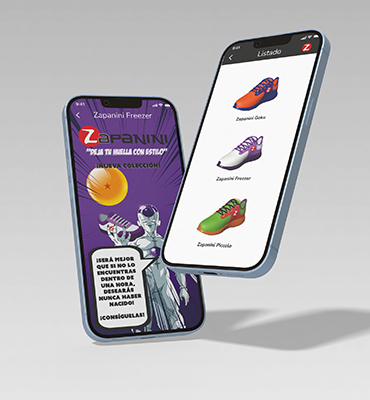 9:41
Zapanini Freezer
ZAPANINI
"DEJA TU HUELLA CON ESTILO"
¡NUEVA COLECCIÓN!
¡SERÁ MEJOR
QUE SI NO LO
ENCUENTRAS
DENTRO DE
UNA HORA,
DESEARÁS
NUNCA HABER
NACIDO!
¡CONSÍGUELAS!
9:41
Listado
Z
Zapanini Goku
Zapanini Freezer
Zapanini Piccolo